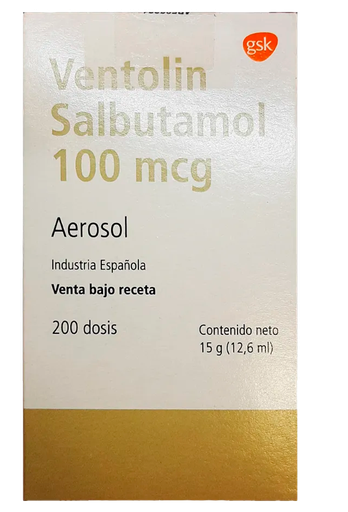 gsk
Ventolin
Salbutamol
100 mcg
Aerosol
Industria Española
Venta bajo receta
200 dosis
Contenido neto
15 g (12,6 ml)